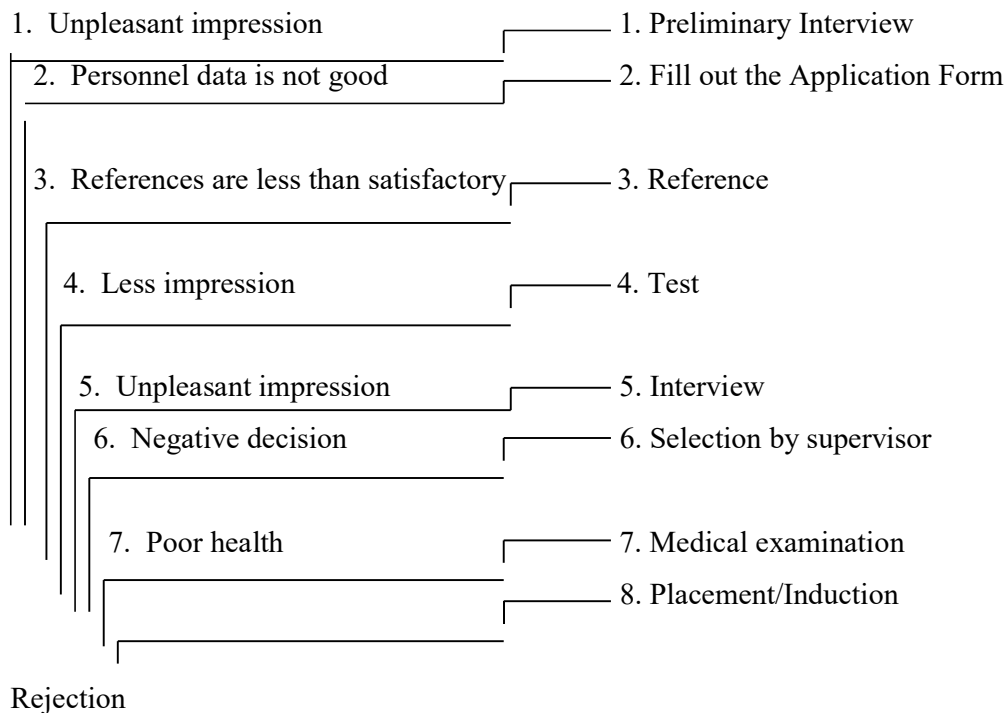 1. Unpleasant impression 1. Preliminary Interview
2. Personnel data is not good 2. Fill out the Application Form
3. References are less than satisfactory 3. Reference
4. Less impression 4. Test
5. Unpleasant impression 5. Interview
6. Negative decision 6. Selection by supervisor
7. Poor health 7. Medical examination
8. Placement/Induction
Rejection